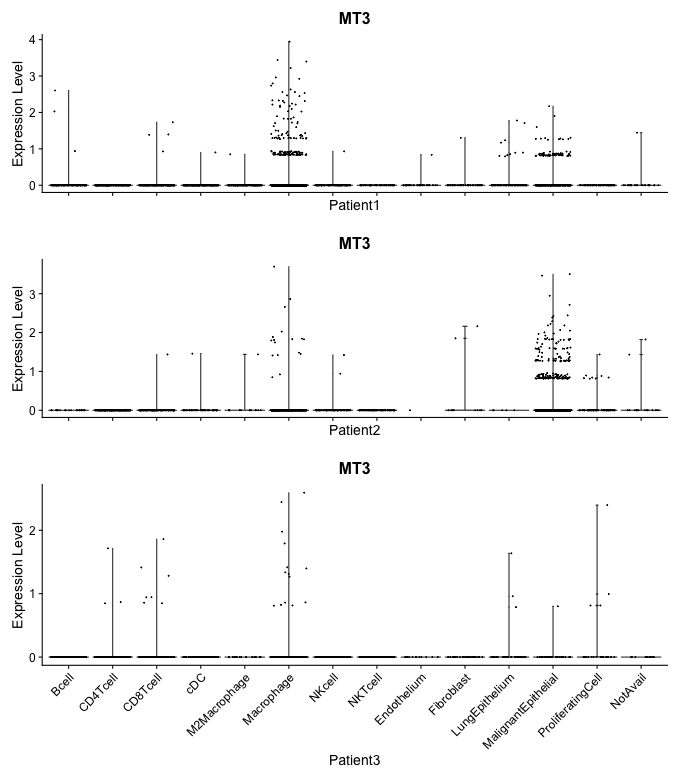 MT3
Expression Level
4
3
2
1
0
Patient1
MT3
Expression Level
3
2
1
0
Patient2
MT3
Expression Level
2
1
0
Bcell
CD4Tcell
CD8Tcell
cDC
M2Macrophage
Macrophage
NKcell
NKTcell
Endothelium
Fibroblast
LungEpithelium
MalignantEpithelial
ProliferatingCell
NotAvail
Patient3